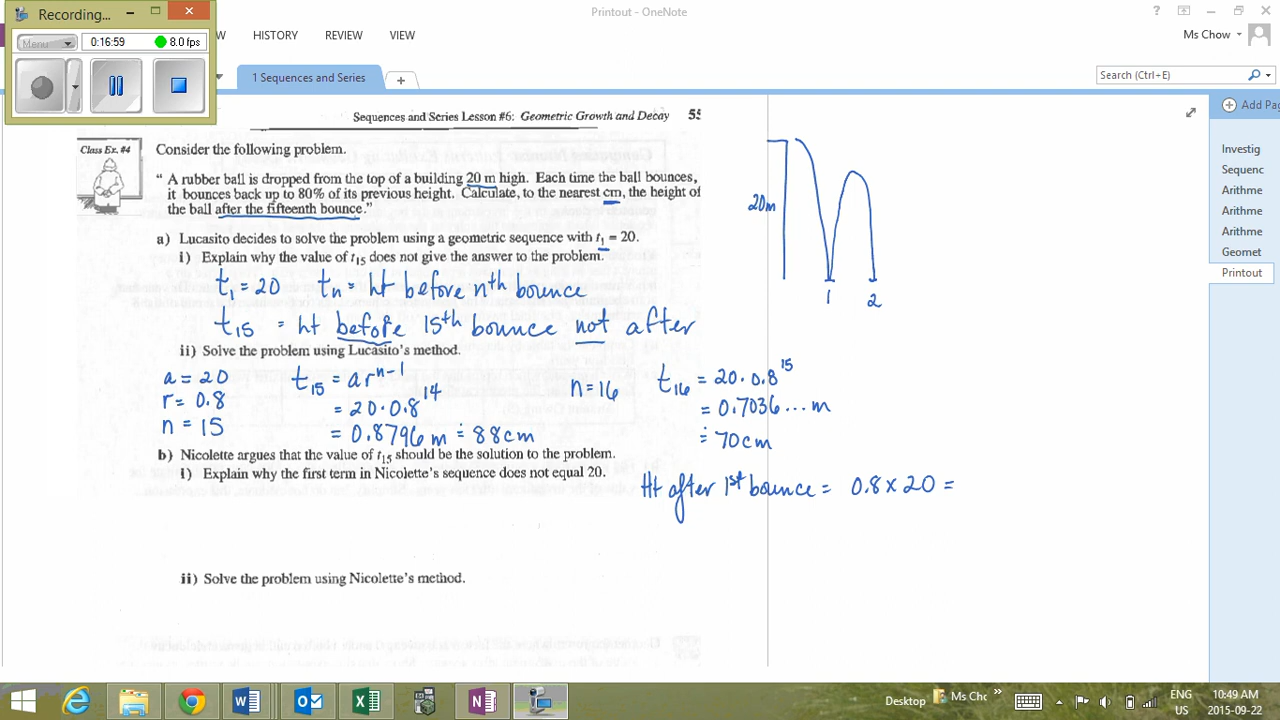 Recording...
Menu
0:16:59
8.0 fps
Printout - OneNote
W
HISTORY
REVIEW
VIEW
Ms Chow
1 Sequences and Series
Search (Ctrl+E)
Add Pag
Investig
Sequenc
Arithme
Arithme
Arithme
Geomet
Printout
Sequences and Series Lesson #6: Geometric Growth and Decay 55
Class Ex. #4
Consider the following problem.
“ A rubber ball is dropped from the top of a building 20 m high. Each time the ball bounces,
it bounces back up to 80% of its previous height. Calculate, to the nearest cm, the height of
the ball after the fifteenth bounce.”
a) Lucasito decides to solve the problem using a geometric sequence with t₁ = 20.
i) Explain why the value of t₁₅ does not give the answer to the problem.
t₁ = 20 tₙ = ht before nth bounce
t₁₅ = ht before 15th bounce not after
ii) Solve the problem using Lucasito's method.
a = 20
r = 0.8
n = 15
t₁₅ = arⁿ⁻¹
= 20·0.8¹⁴
= 0.8796 m ≐ 88cm
n = 16
t₁₆ = 20·0.8¹⁵
= 0.7036... m
≐ 70cm
b) Nicolette argues that the value of t₁₅ should be the solution to the problem.
i) Explain why the first term in Nicolette's sequence does not equal 20.
Ht after 1st bounce = 0.8 × 20 =
ii) Solve the problem using Nicolette's method.
20m
1
2
Desktop
Ms Chc
ENG
US
10:49 AM
2015-09-22